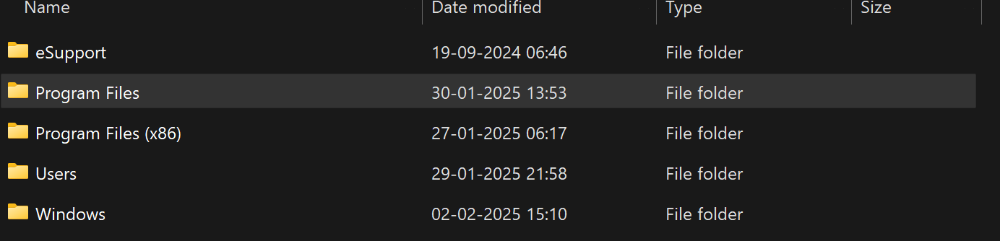 Name Date modified Type Size
eSupport 19-09-2024 06:46 File folder
Program Files 30-01-2025 13:53 File folder
Program Files (x86) 27-01-2025 06:17 File folder
Users 29-01-2025 21:58 File folder
Windows 02-02-2025 15:10 File folder